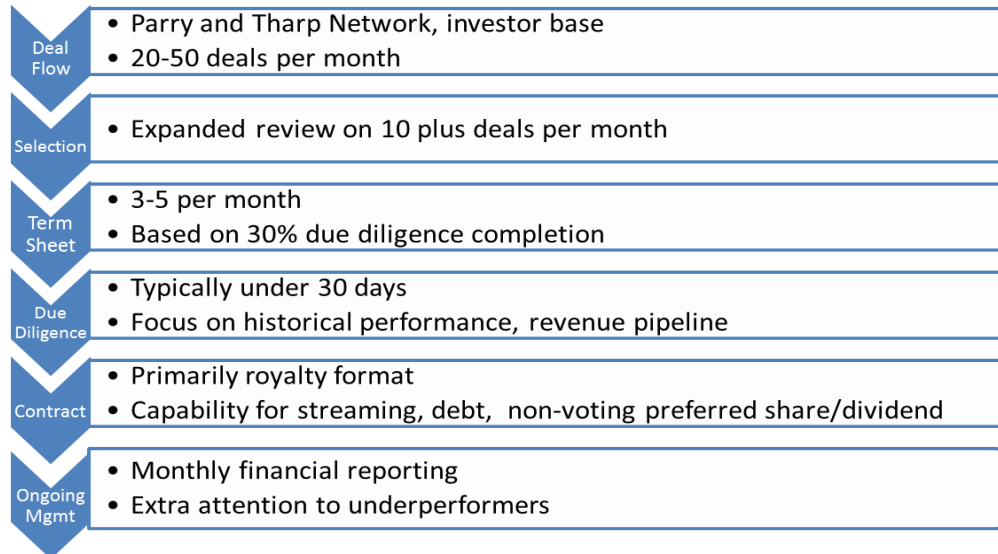 Deal
Flow
• Parry and Tharp Network, investor base
• 20-50 deals per month
Selection
• Expanded review on 10 plus deals per month
Term
Sheet
• 3-5 per month
• Based on 30% due diligence completion
Due
Diligence
• Typically under 30 days
• Focus on historical performance, revenue pipeline
Contract
• Primarily royalty format
• Capability for streaming, debt,  non-voting preferred share/dividend
Ongoing
Mgmt
• Monthly financial reporting
• Extra attention to underperformers